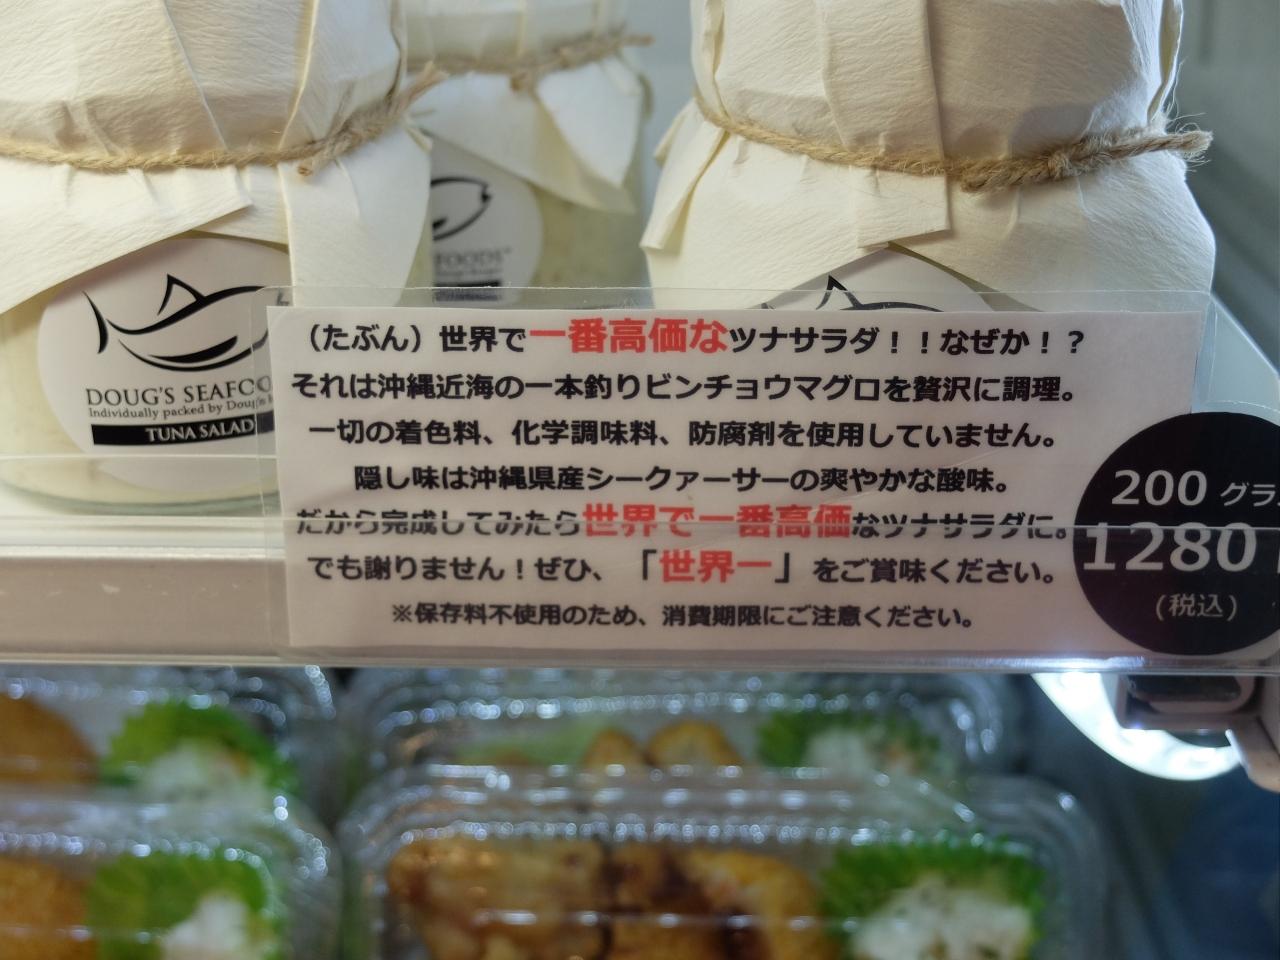 FOODS
DOUG'S SEAFOO
Individually packed by Doug's
TUNA SALAD
（たぶん）世界で一番高価なツナサラダ！！なぜか！？
それは沖縄近海の一本釣りビンチョウマグロを贅沢に調理。
一切の着色料、化学調味料、防腐剤を使用していません。
隠し味は沖縄県産シークァーサーの爽やかな酸味。
だから完成してみたら世界で一番高価なツナサラダに。
でも謝りません！ぜひ、「世界一」をご賞味ください。
※保存料不使用のため、消費期限にご注意ください。
200 グラ
1280
(税込)